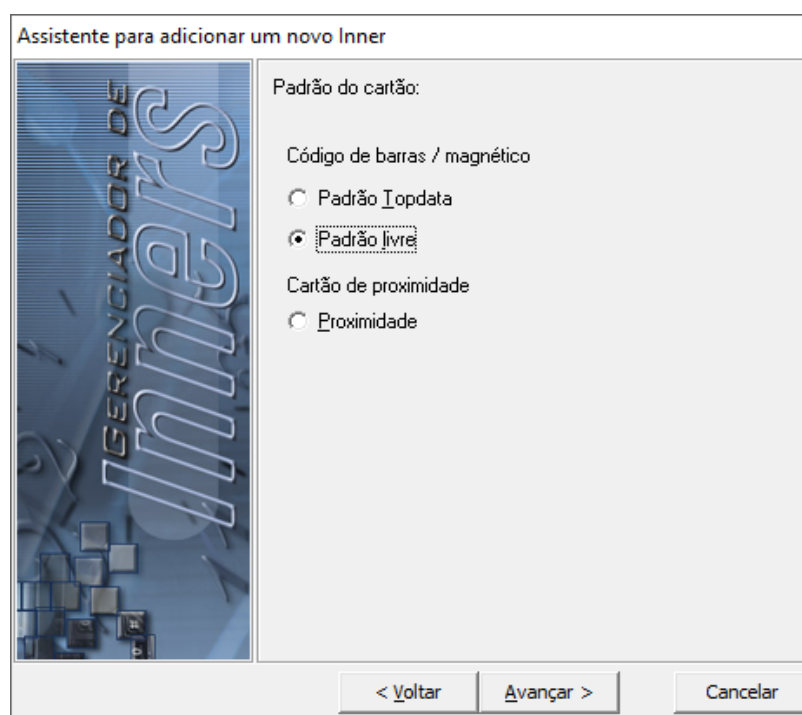 Assistente para adicionar um novo Inner
GERENCIADOR DE
Inners
Padrão do cartão:
Código de barras / magnético
Padrão Topdata
Padrão livre
Cartão de proximidade
Proximidade
< Voltar
Avançar >
Cancelar